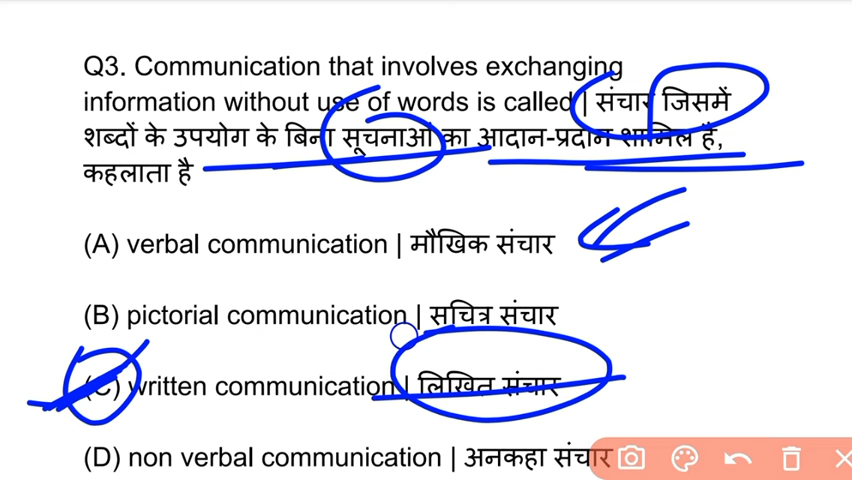 Q3. Communication that involves exchanging
information without use of words is called | संचार जिसमें
शब्दों के उपयोग के बिना सूचनाओं का आदान-प्रदान शामिल है,
कहलाता है
(A) verbal communication | मौखिक संचार
(B) pictorial communication | सचित्र संचार
(C) written communication | लिखित संचार
(D) non verbal communication | अनकहा संचार